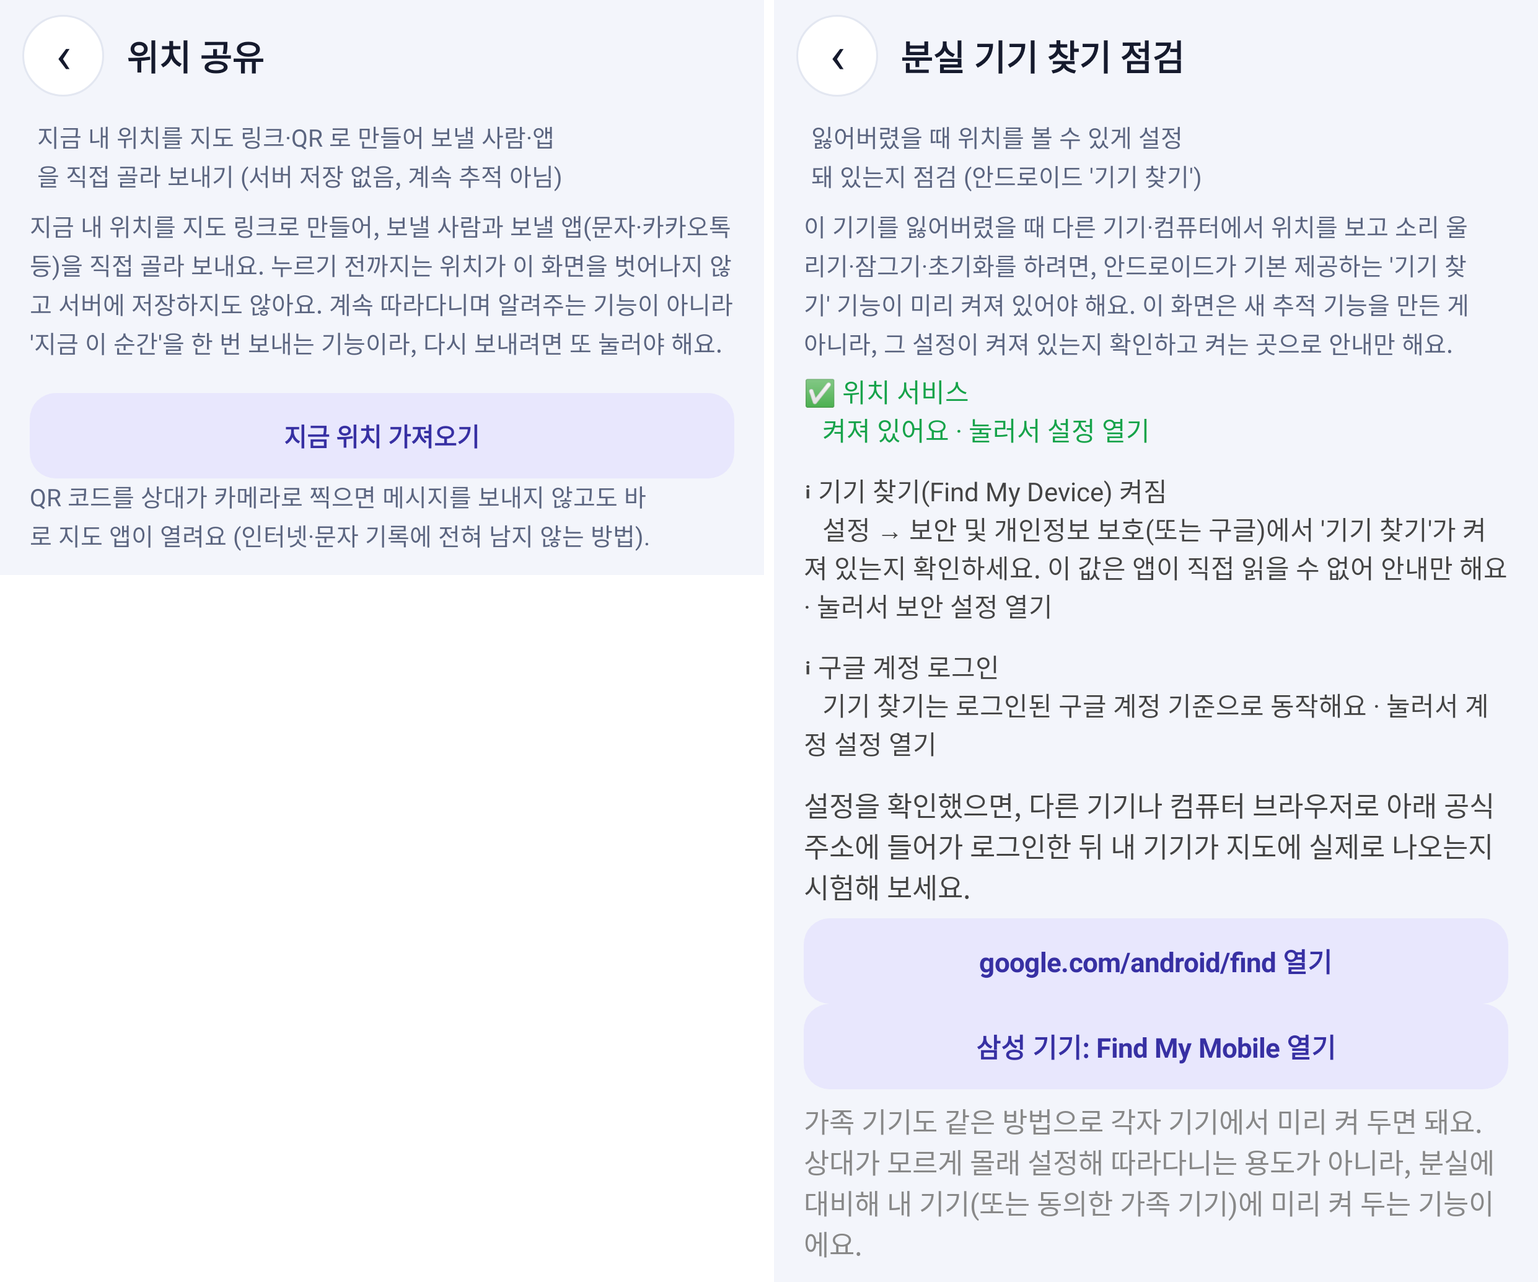 ‹
위치 공유
지금 내 위치를 지도 링크·QR 로 만들어 보낼 사람·앱
을 직접 골라 보내기 (서버 저장 없음, 계속 추적 아님)
지금 내 위치를 지도 링크로 만들어, 보낼 사람과 보낼 앱(문자·카카오톡
등)을 직접 골라 보내요. 누르기 전까지는 위치가 이 화면을 벗어나지 않
고 서버에 저장하지도 않아요. 계속 따라다니며 알려주는 기능이 아니라
'지금 이 순간'을 한 번 보내는 기능이라, 다시 보내려면 또 눌러야 해요.
지금 위치 가져오기
QR 코드를 상대가 카메라로 찍으면 메시지를 보내지 않고도 바
로 지도 앱이 열려요 (인터넷·문자 기록에 전혀 남지 않는 방법).
‹
분실 기기 찾기 점검
잃어버렸을 때 위치를 볼 수 있게 설정
돼 있는지 점검 (안드로이드 '기기 찾기')
이 기기를 잃어버렸을 때 다른 기기·컴퓨터에서 위치를 보고 소리 울
리기·잠그기·초기화를 하려면, 안드로이드가 기본 제공하는 '기기 찾
기' 기능이 미리 켜져 있어야 해요. 이 화면은 새 추적 기능을 만든 게
아니라, 그 설정이 켜져 있는지 확인하고 켜는 곳으로 안내만 해요.
✅ 위치 서비스
켜져 있어요 · 눌러서 설정 열기
ℹ 기기 찾기(Find My Device) 켜짐
설정 → 보안 및 개인정보 보호(또는 구글)에서 '기기 찾기'가 켜
져 있는지 확인하세요. 이 값은 앱이 직접 읽을 수 없어 안내만 해요
· 눌러서 보안 설정 열기
ℹ 구글 계정 로그인
기기 찾기는 로그인된 구글 계정 기준으로 동작해요 · 눌러서 계
정 설정 열기
설정을 확인했으면, 다른 기기나 컴퓨터 브라우저로 아래 공식
주소에 들어가 로그인한 뒤 내 기기가 지도에 실제로 나오는지
시험해 보세요.
google.com/android/find 열기
삼성 기기: Find My Mobile 열기
가족 기기도 같은 방법으로 각자 기기에서 미리 켜 두면 돼요.
상대가 모르게 몰래 설정해 따라다니는 용도가 아니라, 분실에
대비해 내 기기(또는 동의한 가족 기기)에 미리 켜 두는 기능이
에요.